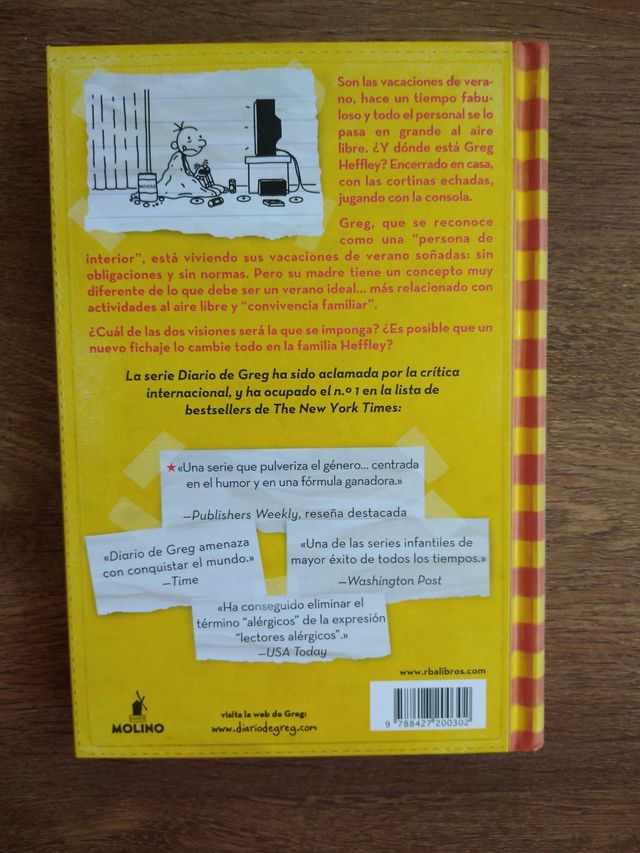 Son las vacaciones de vera-
no, hace un tiempo fabu-
loso y todo el personal se lo
pasa en grande al aire
libre. ¿Y dónde está Greg
Heffley? Encerrado en casa,
con las cortinas echadas,
jugando con la consola.
Greg, que se reconoce
como una “persona de
interior”, está viviendo sus vacaciones de verano soñadas: sin
obligaciones y sin normas. Pero su madre tiene un concepto muy
diferente de lo que debe ser un verano ideal... más relacionado con
actividades al aire libre y “convivencia familiar”.
¿Cuál de las dos visiones será la que se imponga? ¿Es posible que un
nuevo fichaje lo cambie todo en la familia Heffley?
La serie Diario de Greg ha sido aclamada por la crítica
internacional, y ha ocupado el n.º 1 en la lista de
bestsellers de The New York Times:
★«Una serie que pulveriza el género... centrada
en el humor y en una fórmula ganadora.»
—Publishers Weekly, reseña destacada
«Diario de Greg amenaza
con conquistar el mundo.»
—Time
«Una de las series infantiles de
mayor éxito de todos los tiempos.»
—Washington Post
«Ha conseguido eliminar el
término “alérgicos” de la expresión
“lectores alérgicos”.»
—USA Today
www.rbalibros.com
MOLINO
visita la web de Greg:
www.diariodegreg.com
9 788427 200302